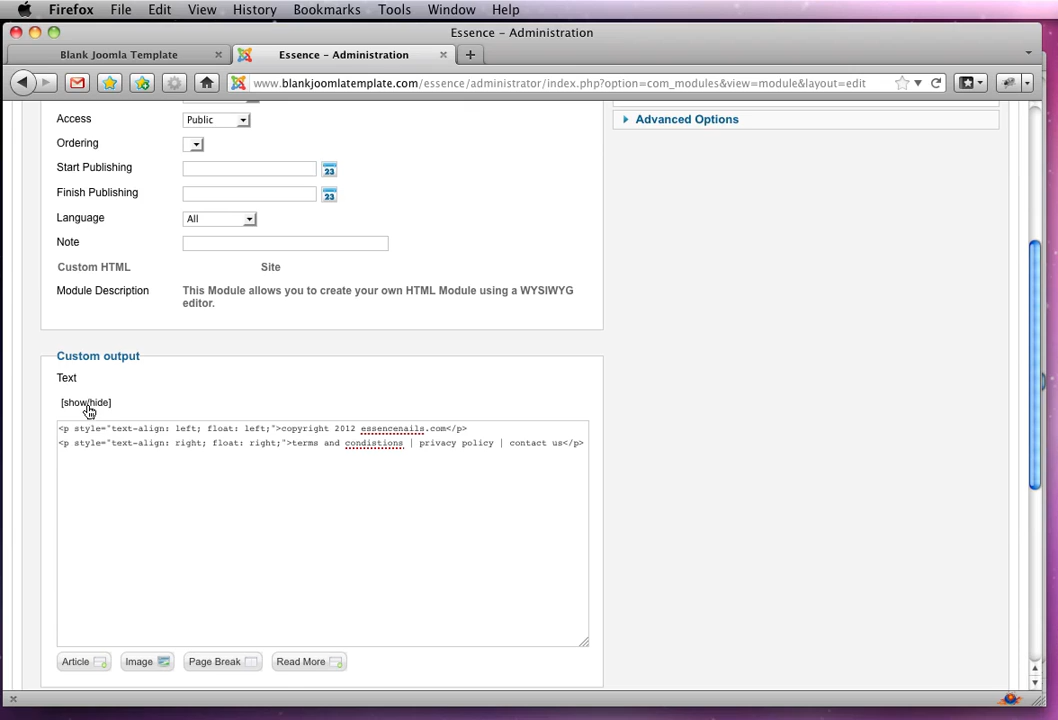 Firefox File Edit View History Bookmarks Tools Window Help
Essence – Administration
Blank Joomla Template
Essence – Administration
www.blankjoomlatemplate.com/essence/administrator/index.php?option=com_modules&view=module&layout=edit
Access Public
Advanced Options
Ordering
Start Publishing 23
Finish Publishing 23
Language All
Note
Custom HTML Site
Module Description This Module allows you to create your own HTML Module using a WYSIWYG
editor.
Custom output
Text
[show/hide]
<p style="text-align: left; float: left;">copyright 2012 essencenails.com</p>
<p style="text-align: right; float: right;">terms and condistions | privacy policy | contact us</p>
Article Image Page Break Read More